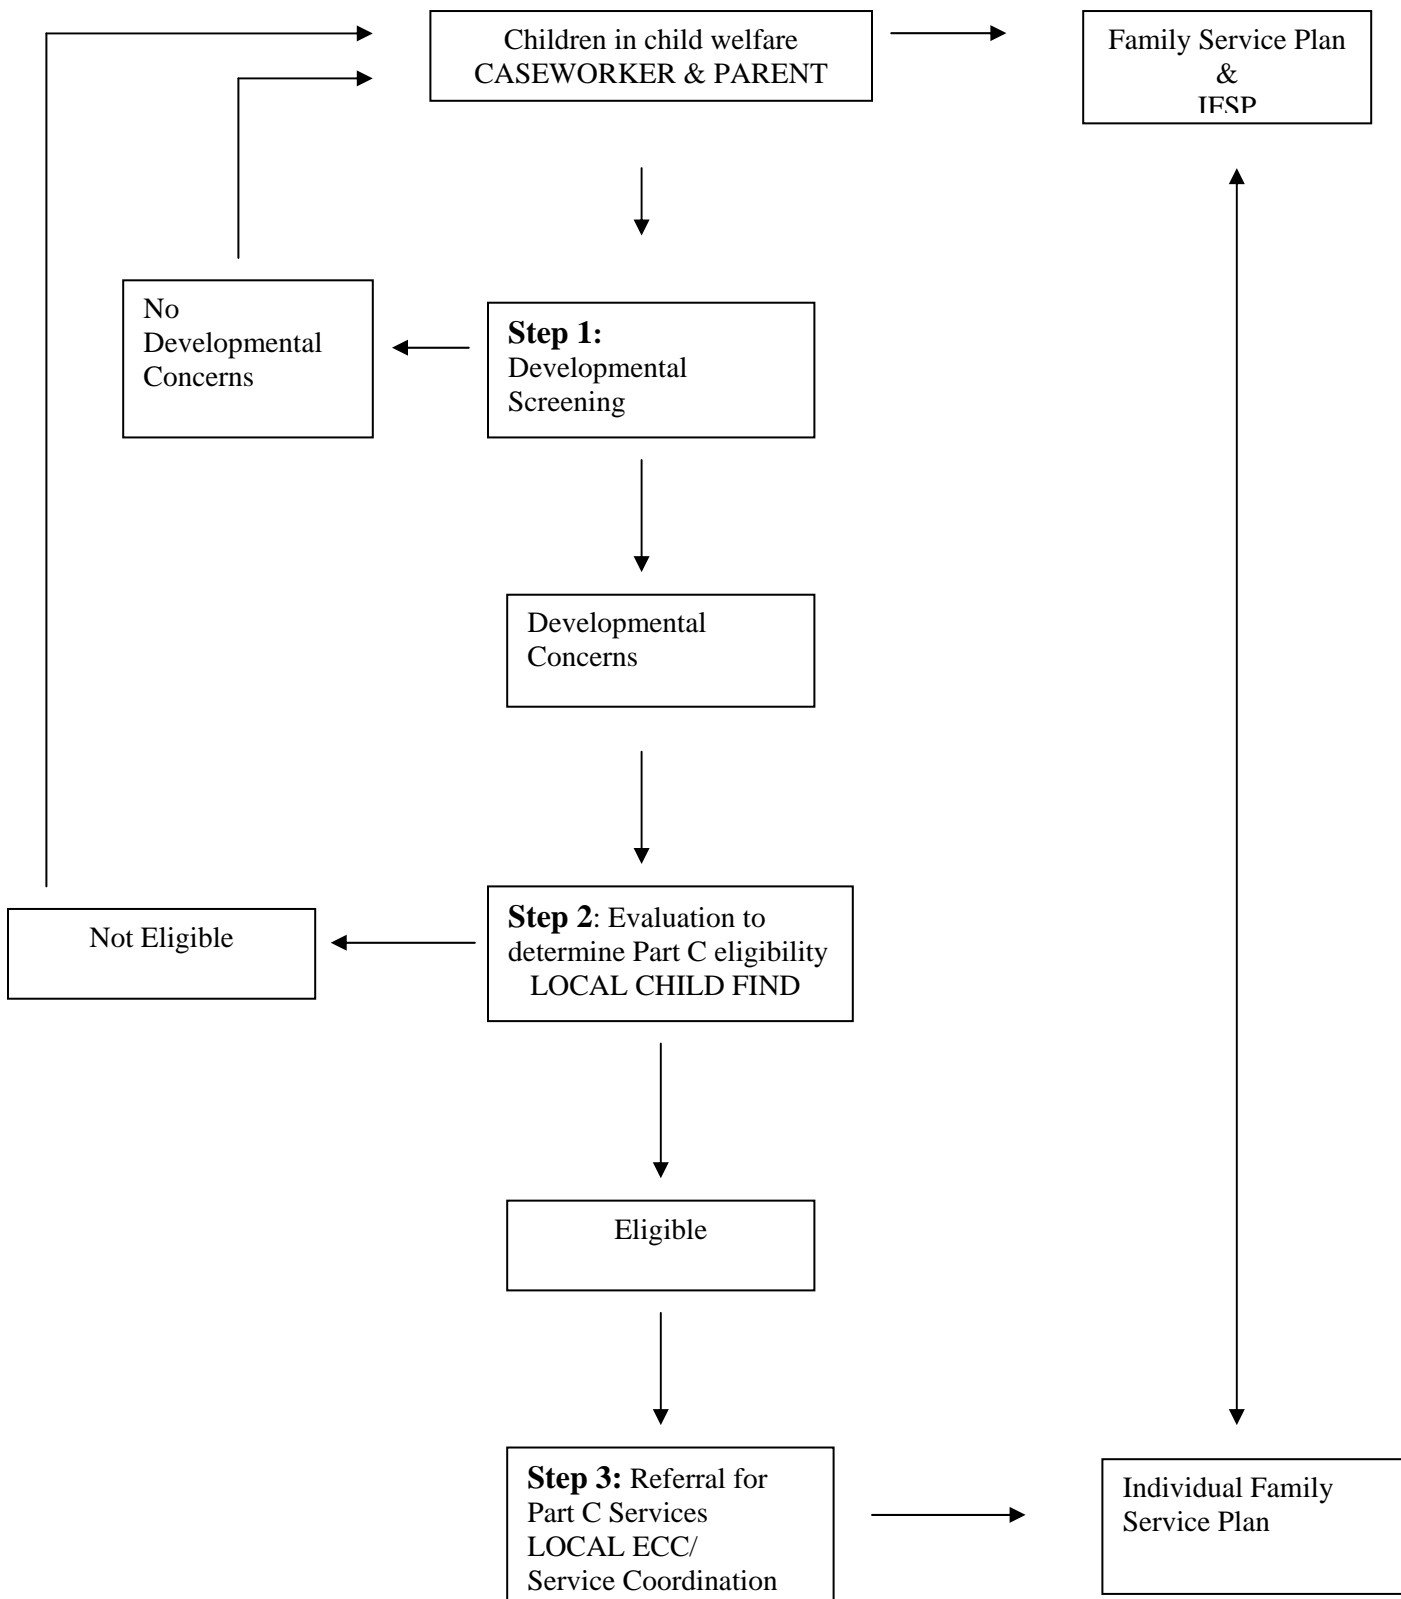 Children in child welfare
CASEWORKER & PARENT
Family Service Plan
&
IFSP
No
Developmental
Concerns
Step 1:
Developmental
Screening
Developmental
Concerns
Not Eligible
Step 2: Evaluation to
determine Part C eligibility
LOCAL CHILD FIND
Eligible
Step 3: Referral for
Part C Services
LOCAL ECC/
Service Coordination
Individual Family
Service Plan